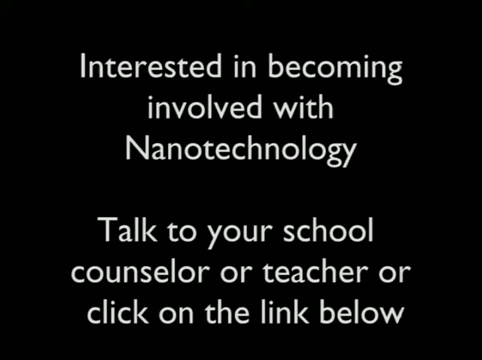 Interested in becoming
involved with
Nanotechnology
Talk to your school
counselor or teacher or
click on the link below